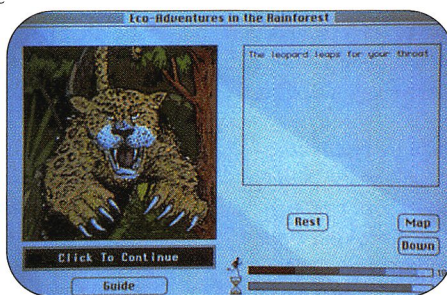 Eco-Adventures in the Rainforest
The leopard leaps for your throat.
Rest
Map
Down
Click To Continue
Guide